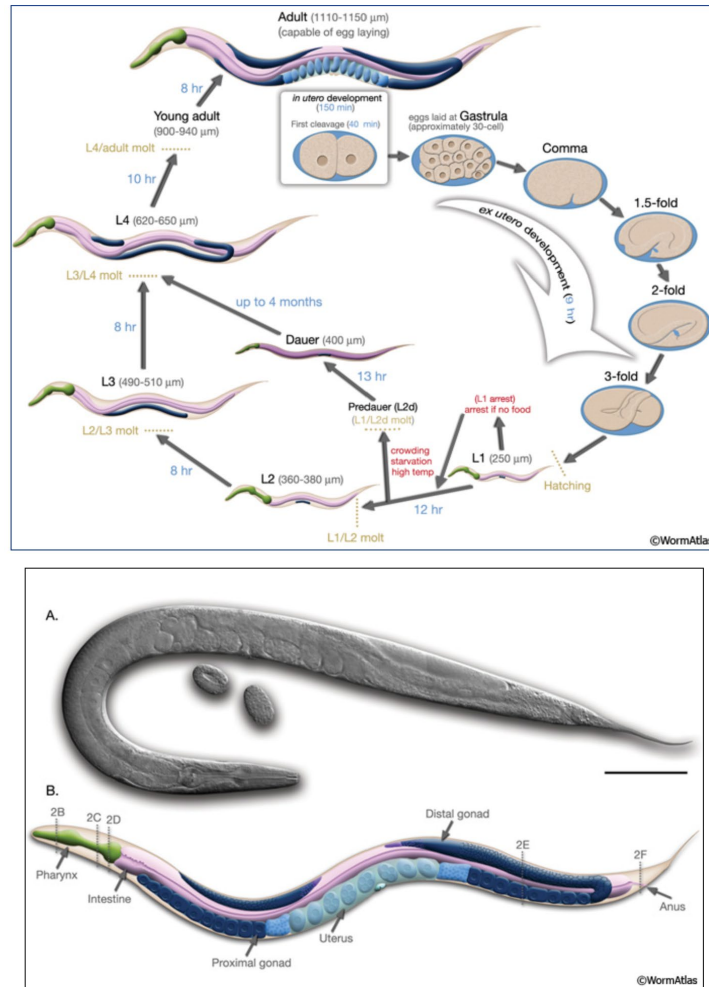 Adult (1110-1150 μm)
(capable of egg laying)
8 hr
in utero development
(150 min)
First cleavage (40 min)
eggs laid at Gastrula
(approximately 30-cell)
Comma
Young adult
(900-940 μm)
L4/adult molt
10 hr
1.5-fold
ex utero development (9 hr)
L4 (620-650 μm)
2-fold
L3/L4 molt
up to 4 months
8 hr
Dauer (400 μm)
3-fold
13 hr
L3 (490-510 μm)
Predauer (L2d)
(L1/L2d molt)
(L1 arrest)
arrest if no food
L2/L3 molt
crowding
starvation
high temp
L1 (250 μm)
8 hr
L2 (360-380 μm)
Hatching
12 hr
L1/L2 molt
©WormAtlas
A.
B.
2B
2C
2D
Distal gonad
2E
2F
Pharynx
Intestine
Anus
Uterus
Proximal gonad
©WormAtlas